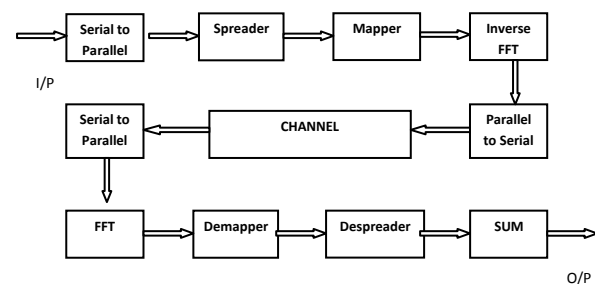 Serial to
Parallel
Spreader
Mapper
Inverse
FFT
I/P
Serial to
Parallel
CHANNEL
Parallel
to Serial
FFT
Demapper
Despreader
SUM
O/P